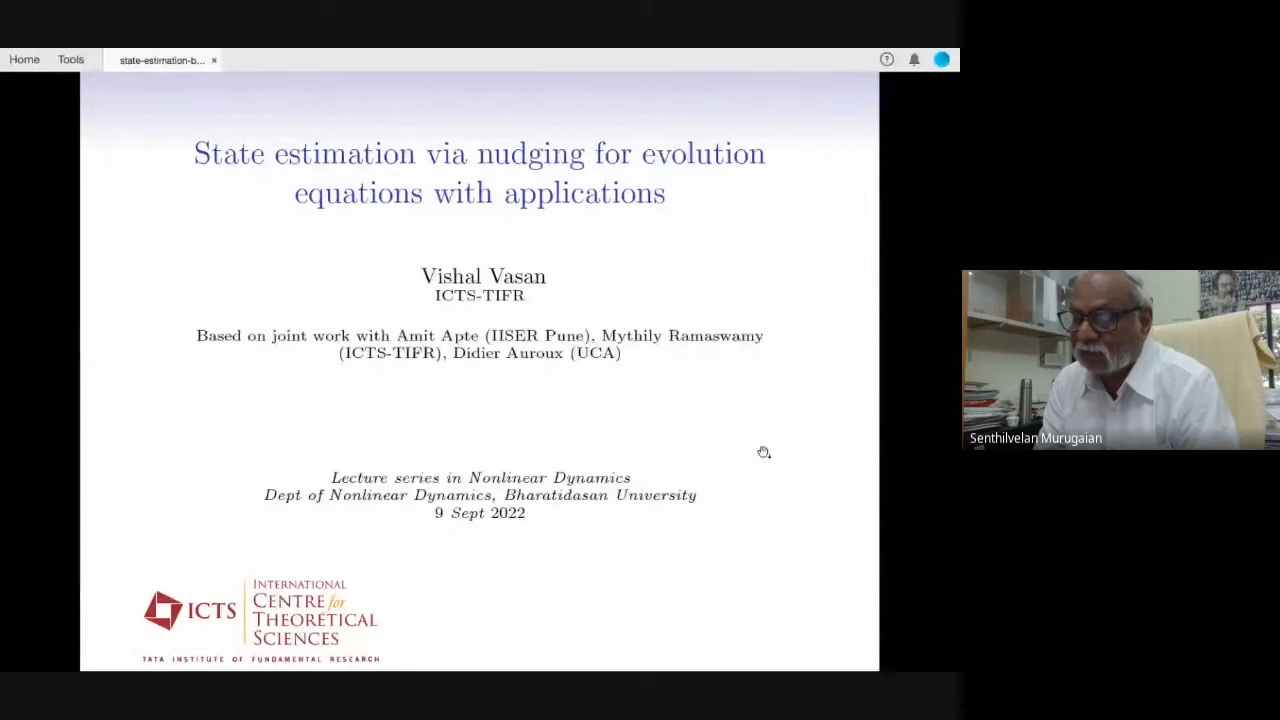 Home Tools state-estimation-b... ×
State estimation via nudging for evolution
equations with applications
Vishal Vasan
ICTS-TIFR
Based on joint work with Amit Apte (IISER Pune), Mythily Ramaswamy
(ICTS-TIFR), Didier Auroux (UCA)
Lecture series in Nonlinear Dynamics
Dept of Nonlinear Dynamics, Bharatidasan University
9 Sept 2022
ICTS
INTERNATIONAL
CENTRE for
THEORETICAL
SCIENCES
TATA INSTITUTE OF FUNDAMENTAL RESEARCH
Senthilvelan Murugaian